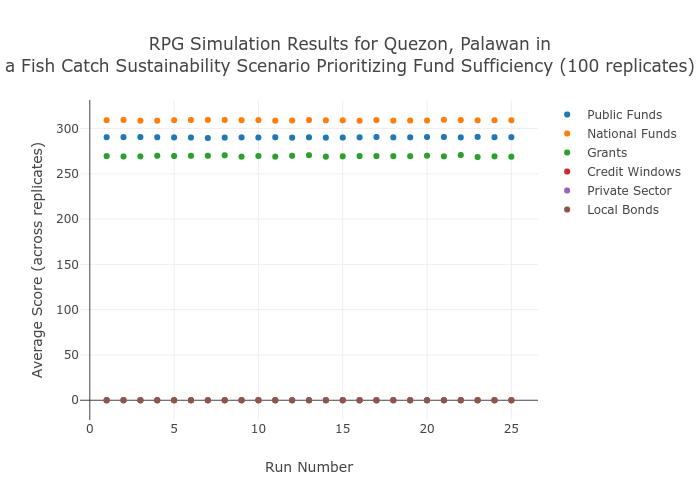 RPG Simulation Results for Quezon, Palawan in
a Fish Catch Sustainability Scenario Prioritizing Fund Sufficiency (100 replicates)
Average Score (across replicates)
300
250
200
150
100
50
0
0 5 10 15 20 25
Run Number
Public Funds
National Funds
Grants
Credit Windows
Private Sector
Local Bonds